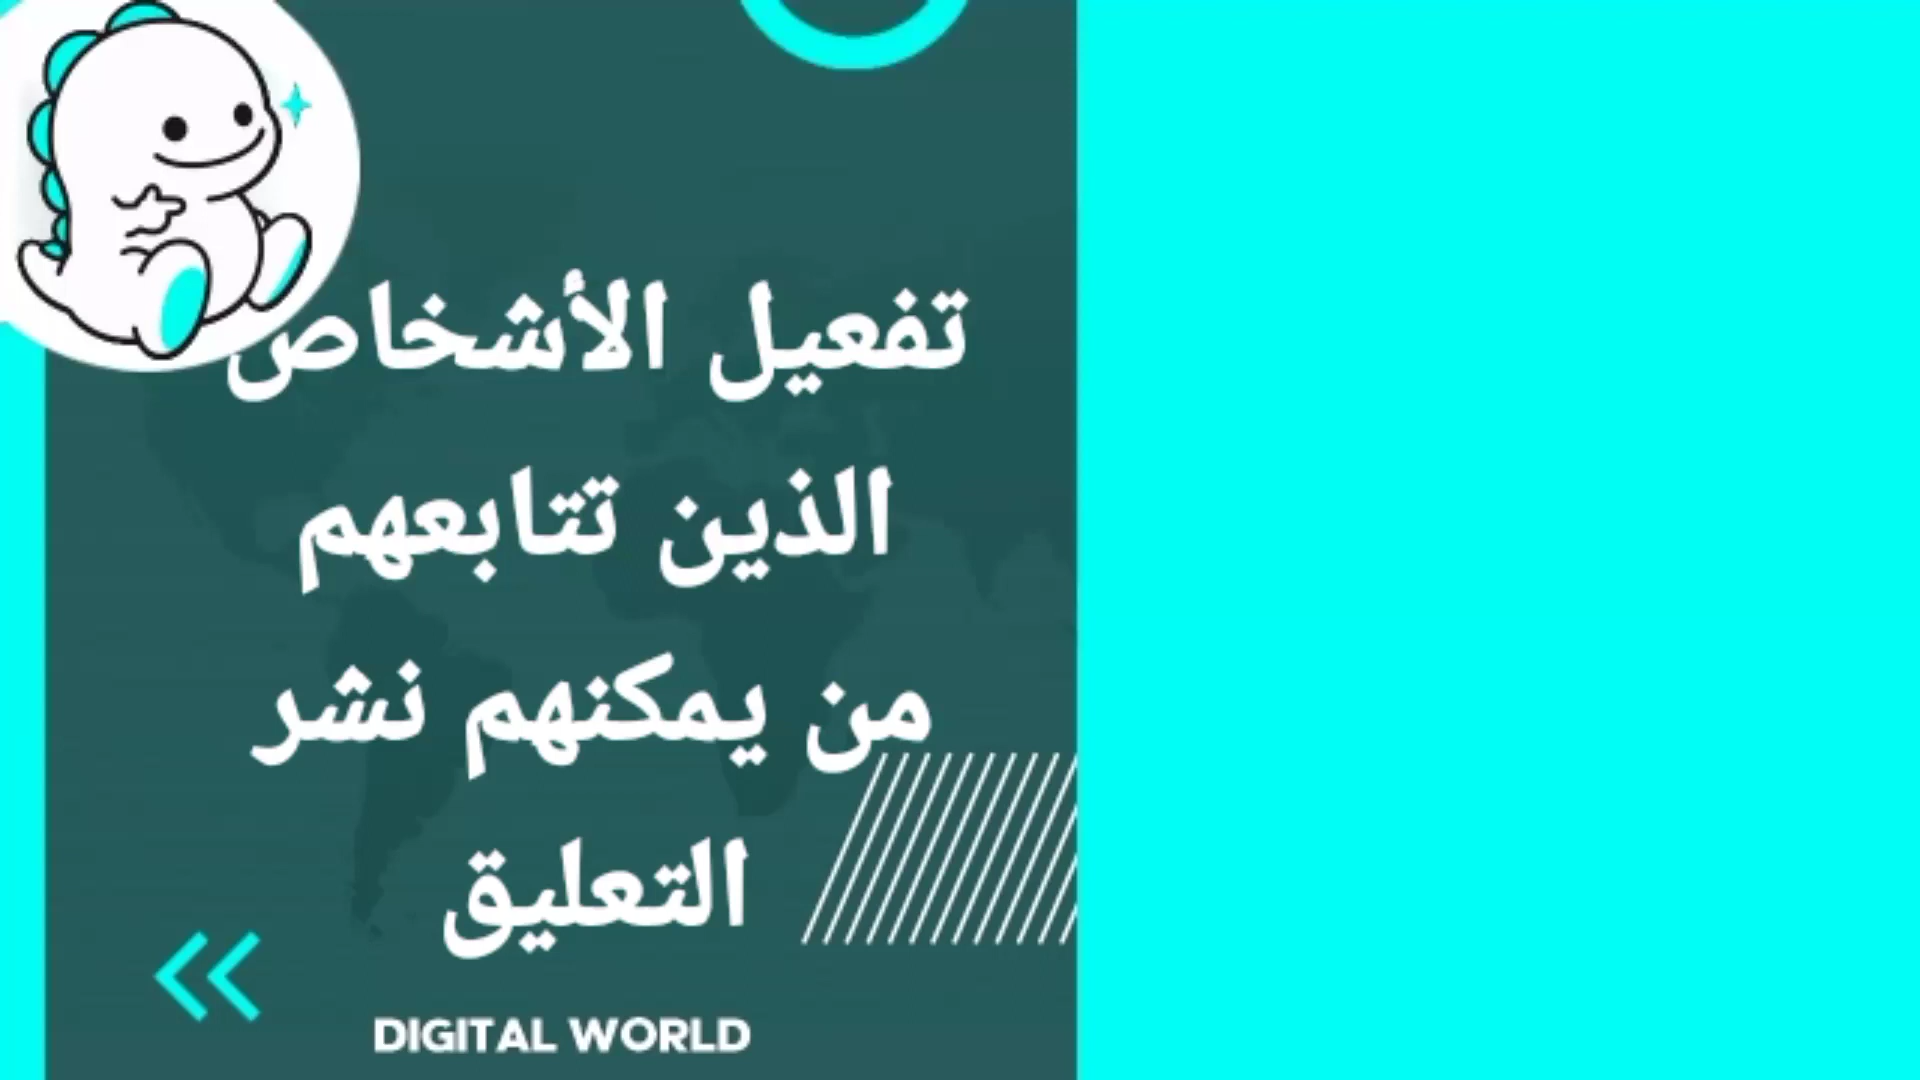 تفعيل الأشخاص
الذين تتابعهم
من يمكنهم نشر
التعليق
DIGITAL WORLD